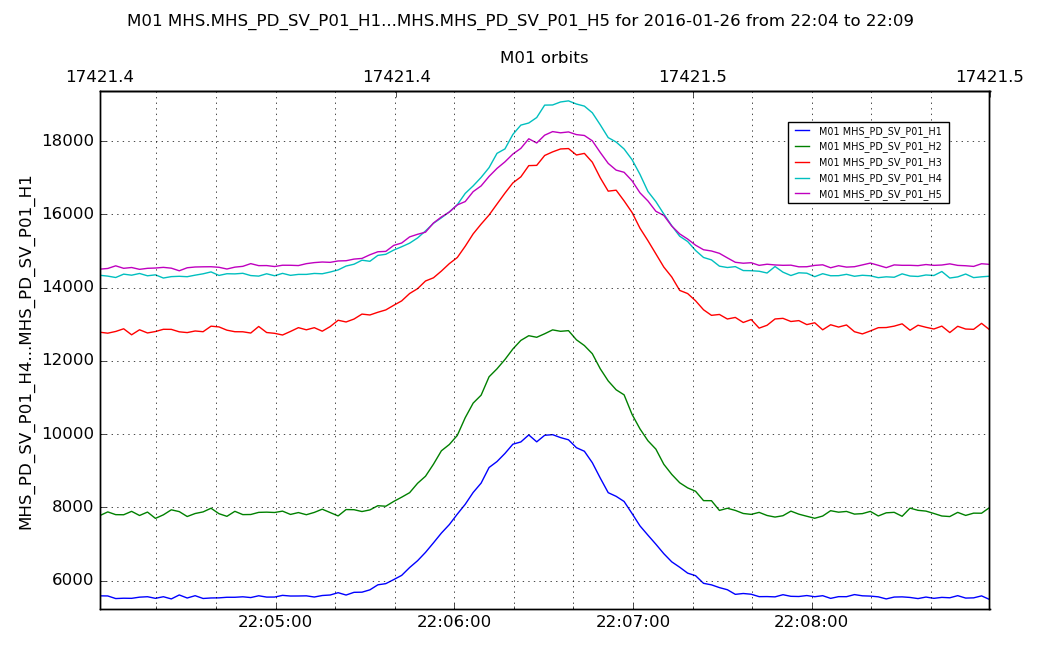 M01 MHS.MHS_PD_SV_P01_H1...MHS.MHS_PD_SV_P01_H5 for 2016-01-26 from 22:04 to 22:09
M01 orbits
17421.4 17421.4 17421.5 17421.5
MHS_PD_SV_P01_H4...MHS_PD_SV_P01_H1
18000
16000
14000
12000
10000
8000
6000
M01 MHS_PD_SV_P01_H1
M01 MHS_PD_SV_P01_H2
M01 MHS_PD_SV_P01_H3
M01 MHS_PD_SV_P01_H4
M01 MHS_PD_SV_P01_H5
22:05:00 22:06:00 22:07:00 22:08:00